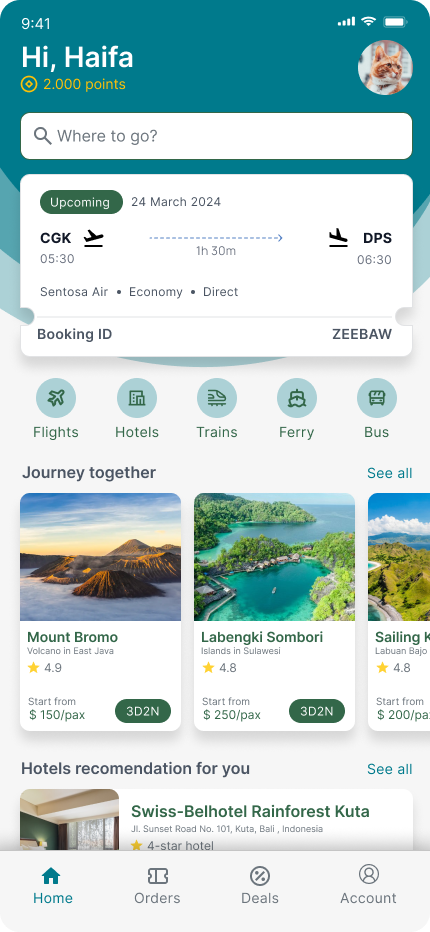 9:41
Hi, Haifa
2.000 points
Where to go?
Upcoming 24 March 2024
CGK DPS
05:30 1h 30m 06:30
Sentosa Air • Economy • Direct
Booking ID ZEEBAW
Flights Hotels Trains Ferry Bus
Journey together See all
Mount Bromo
Volcano in East Java
4.9
Start from
$ 150/pax
3D2N
Labengki Sombori
Islands in Sulawesi
4.8
Start from
$ 250/pax
3D2N
Sailing K
Labuan Bajo
4.8
Start from
$ 200/pa
Hotels recomendation for you See all
Swiss-Belhotel Rainforest Kuta
Jl. Sunset Road No. 101, Kuta, Bali , Indonesia
4-star hotel
Home Orders Deals Account